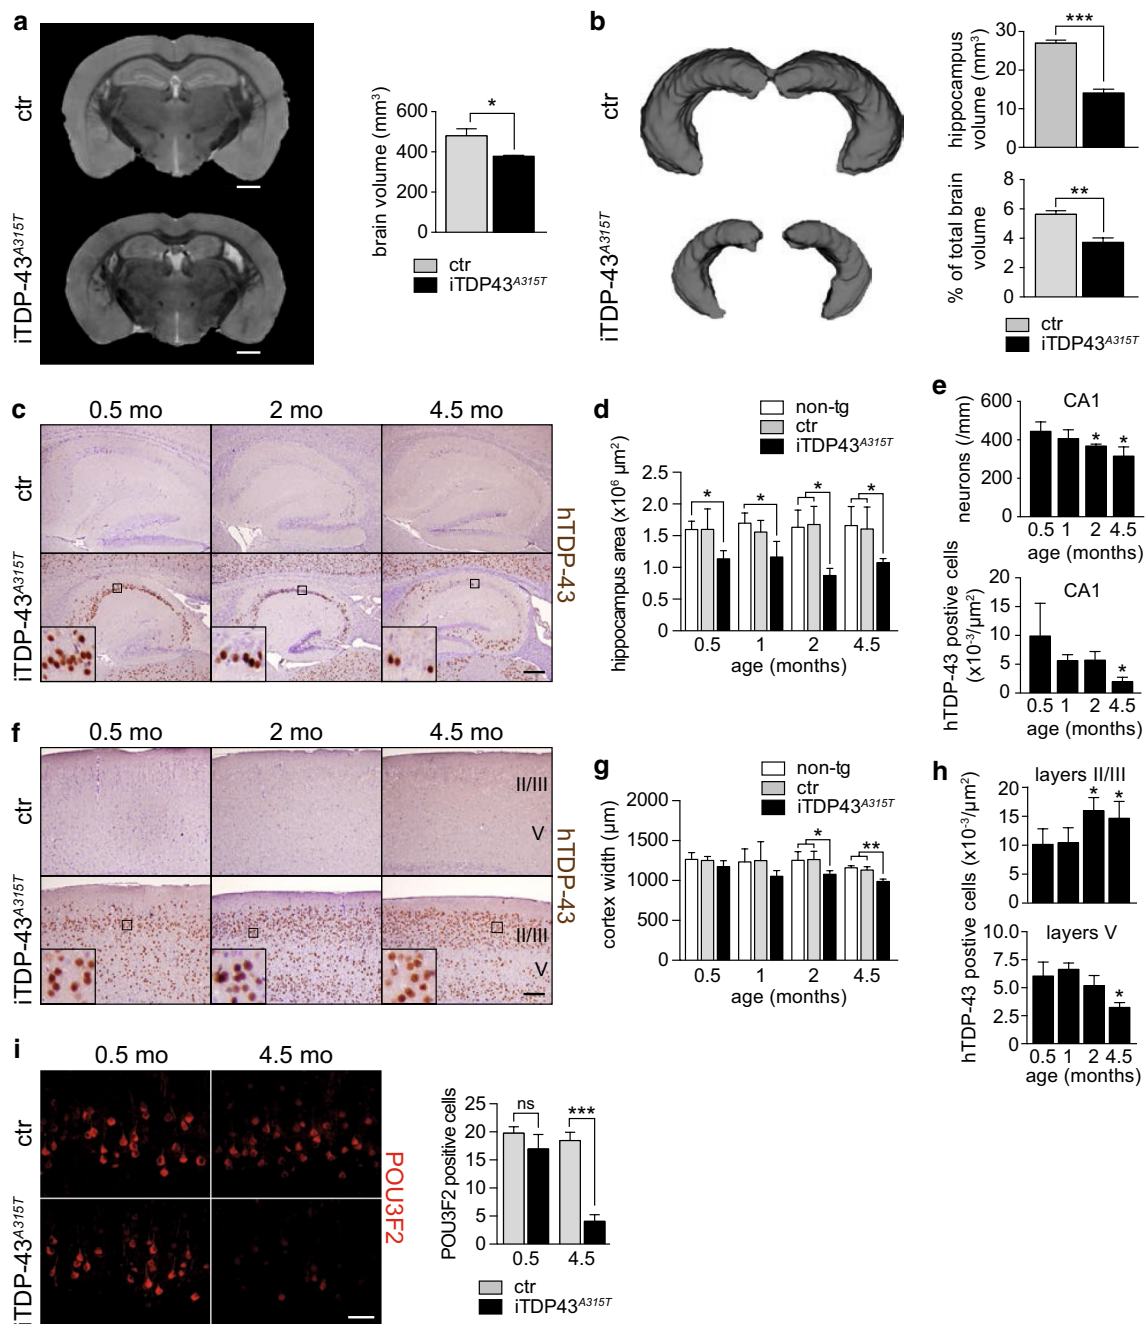 a
ctr
iTDP-43A315T
brain volume (mm³)
600
400
200
0
*
ctr
iTDP43A315T
b
ctr
iTDP-43A315T
hippocampus
volume (mm³)
30
20
10
0
***
% of total brain
volume
8
6
4
2
0
**
ctr
iTDP43A315T
c
0.5 mo
2 mo
4.5 mo
ctr
iTDP-43A315T
hTDP-43
d
non-tg
ctr
iTDP43A315T
hippocampus area (x10⁶ µm²)
2.5
2.0
1.5
1.0
0.5
0
*
*
*
*
0.5
1
2
4.5
age (months)
e
CA1
neurons (/mm)
600
400
200
0
*
*
0.5
1
2
4.5
age (months)
CA1
hTDP-43 postive cells
(x10⁻³/µm²)
20
15
10
5
0
*
0.5
1
2
4.5
age (months)
f
0.5 mo
2 mo
4.5 mo
ctr
iTDP-43A315T
II/III
V
II/III
V
hTDP-43
g
non-tg
ctr
iTDP43A315T
cortex width (µm)
2000
1500
1000
500
0
*
**
0.5
1
2
4.5
age (months)
h
layers II/III
hTDP-43 postive cells (x10⁻³/µm²)
20
15
10
5
0
*
*
layers V
10.0
7.5
5.0
2.5
0
*
0.5
1
2
4.5
age (months)
i
0.5 mo
4.5 mo
ctr
iTDP-43A315T
POU3F2
POU3F2 positive cells
25
20
15
10
5
0
ns
***
0.5
4.5
ctr
iTDP43A315T